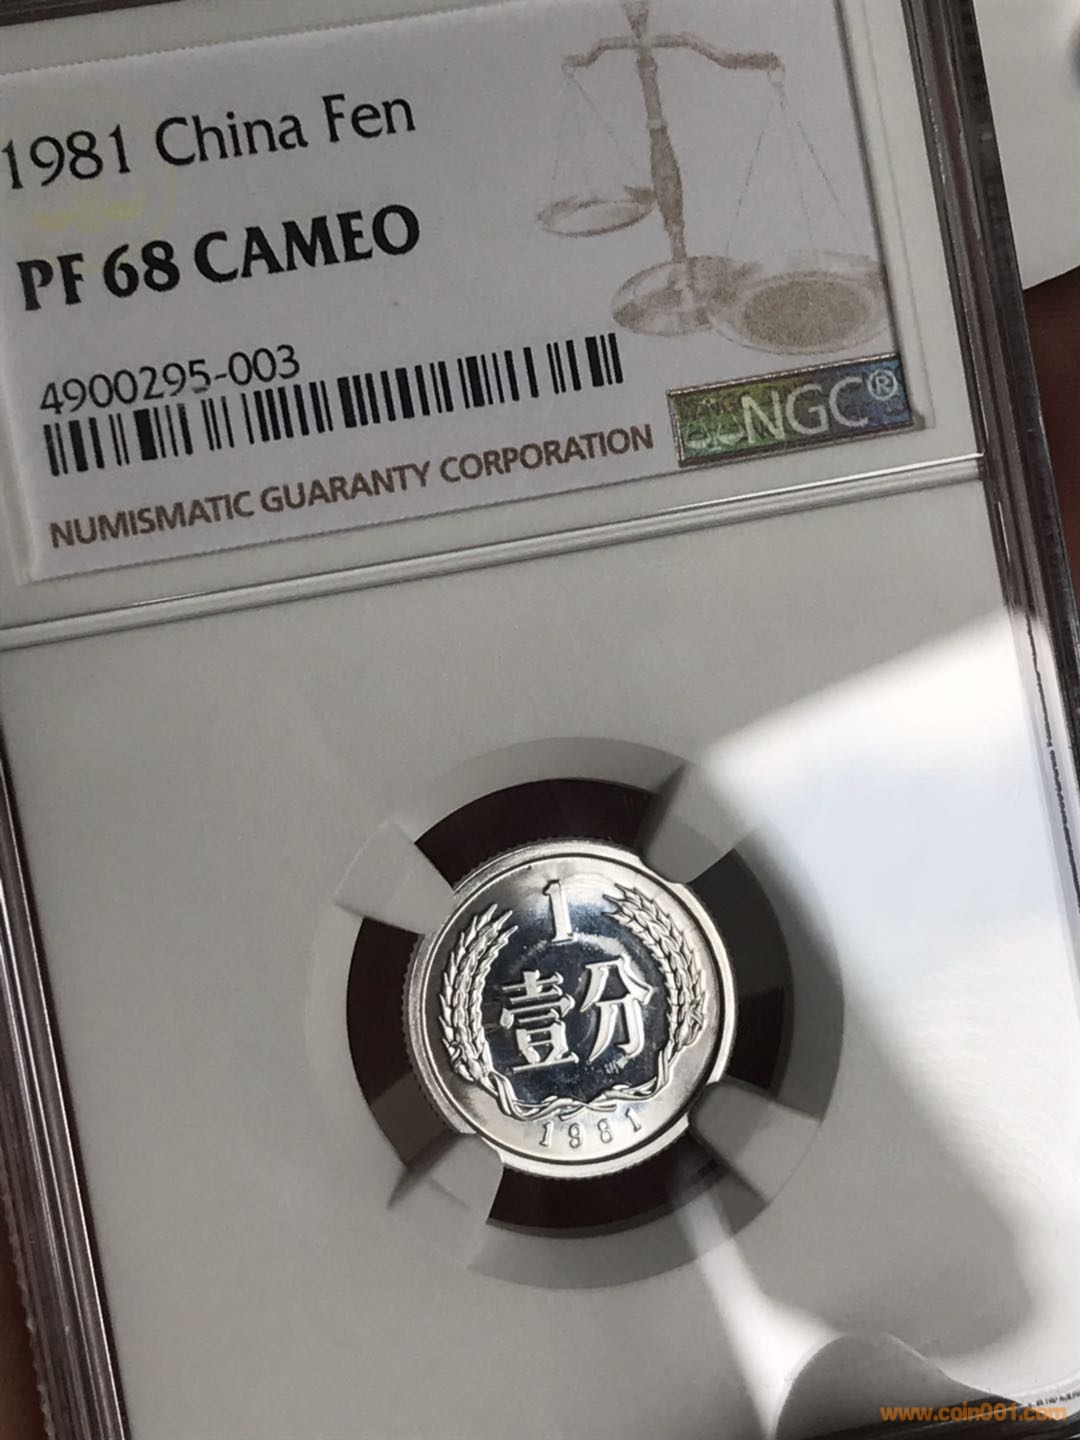 1981 China Fen
PF 68 CAMEO
4900295-003
NGC®
NUMISMATIC GUARANTY CORPORATION
1
壹分
1981
www.coin001.com